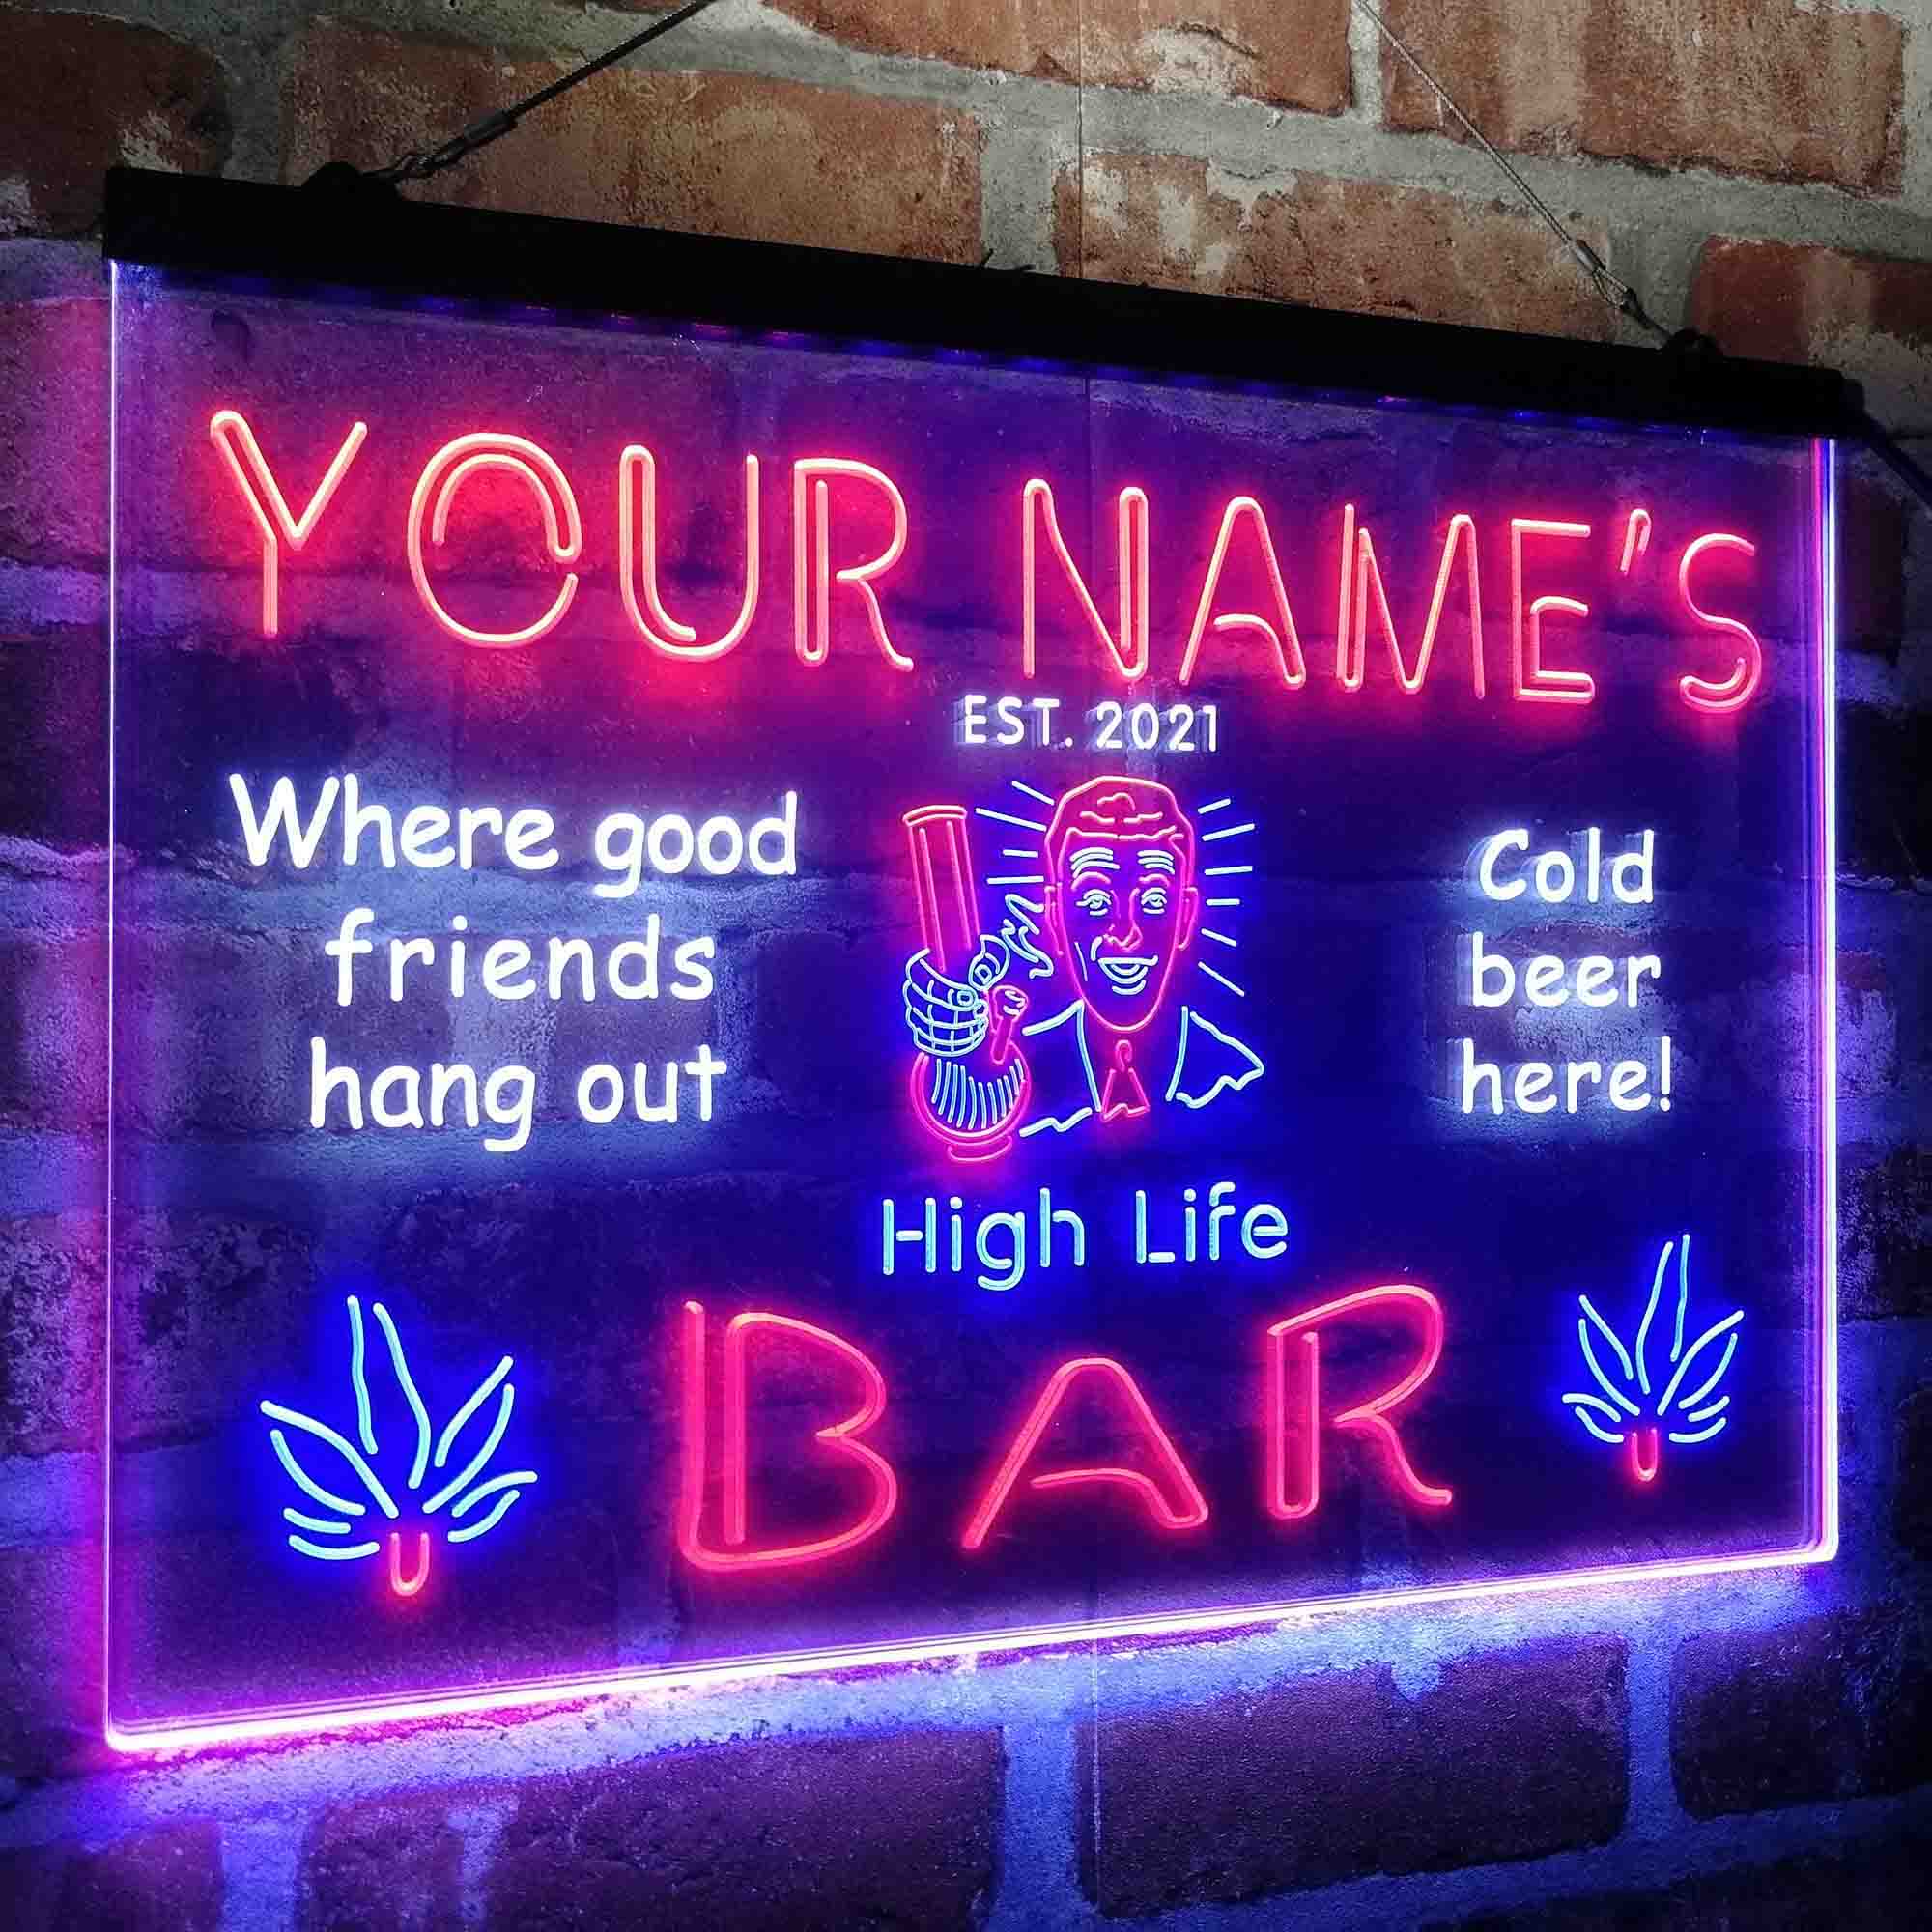 YOUR NAME'S
EST. 2021
Where good
friends
hang out
Cold
beer
here!
High Life
BAR